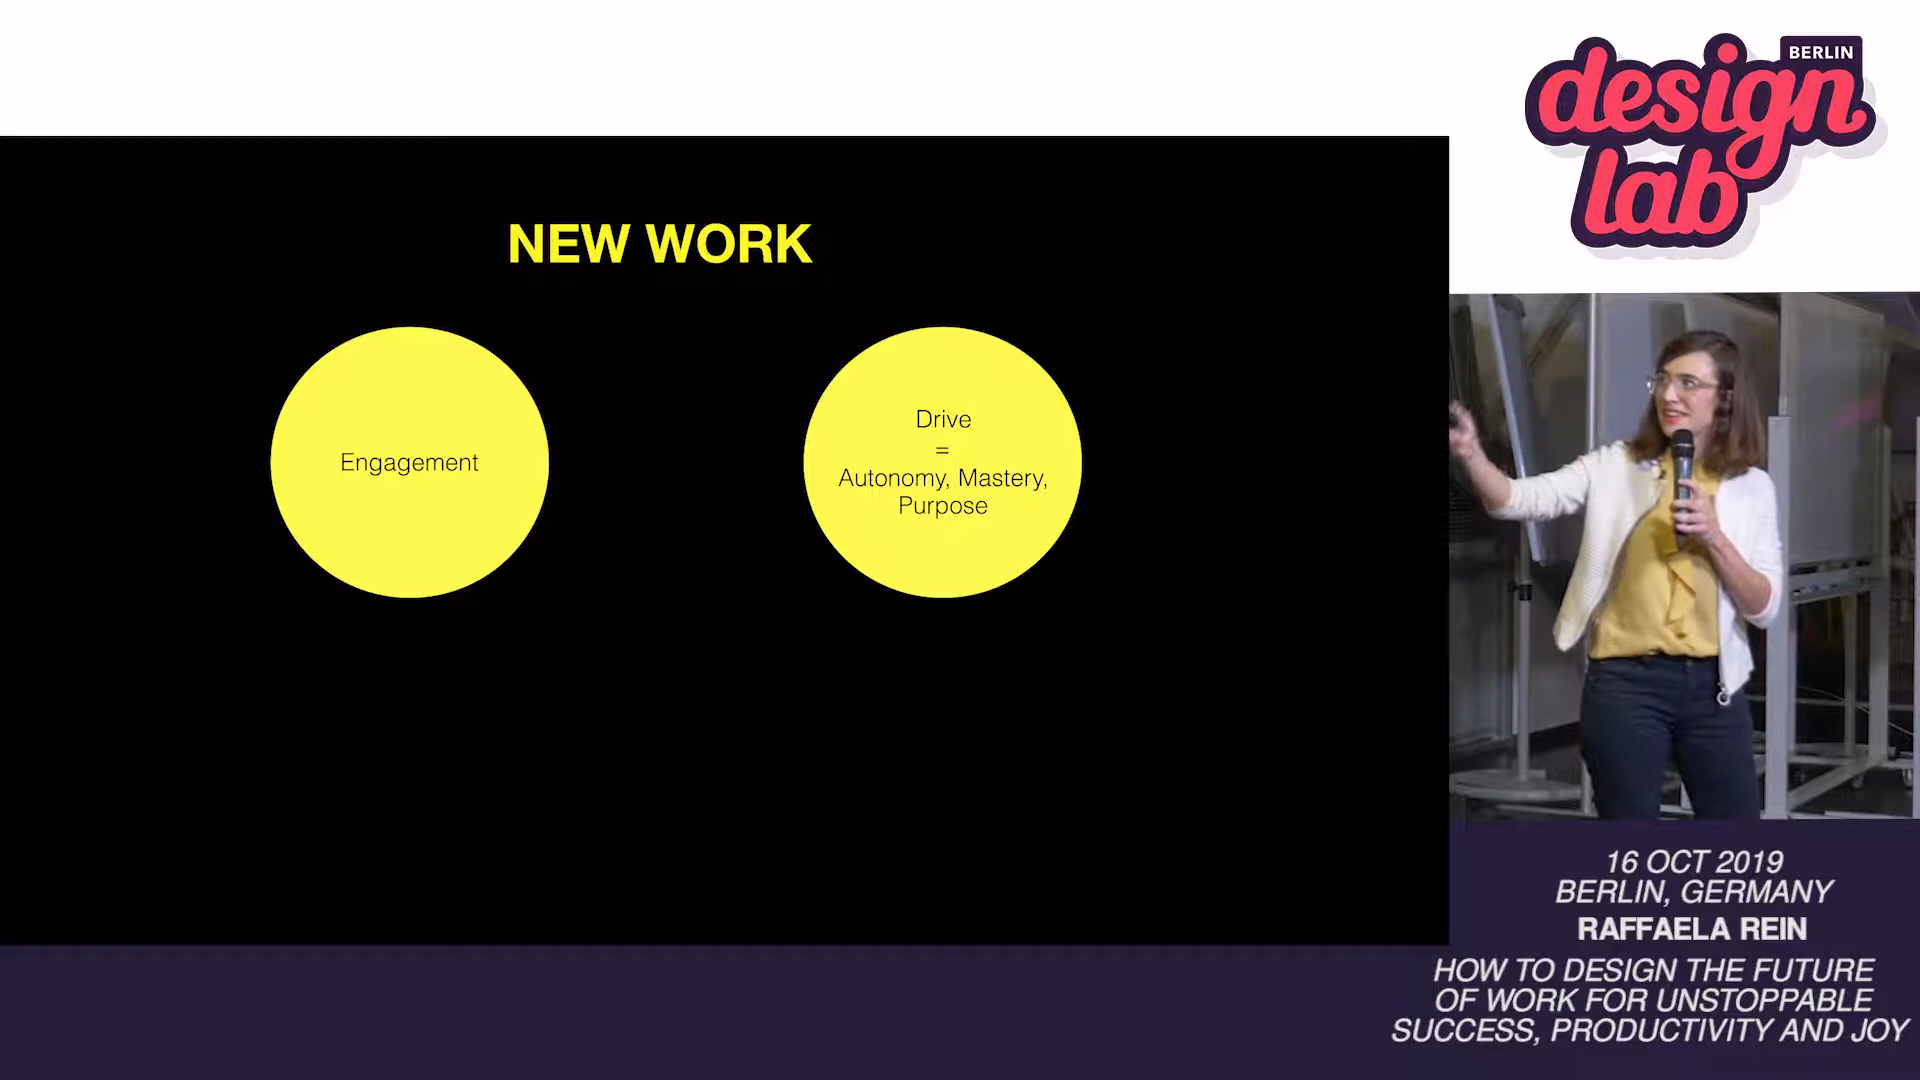 NEW WORK
Engagement
Drive
=
Autonomy, Mastery,
Purpose
BERLIN
design
lab
16 OCT 2019
BERLIN, GERMANY
RAFFAELA REIN
HOW TO DESIGN THE FUTURE
OF WORK FOR UNSTOPPABLE
SUCCESS, PRODUCTIVITY AND JOY